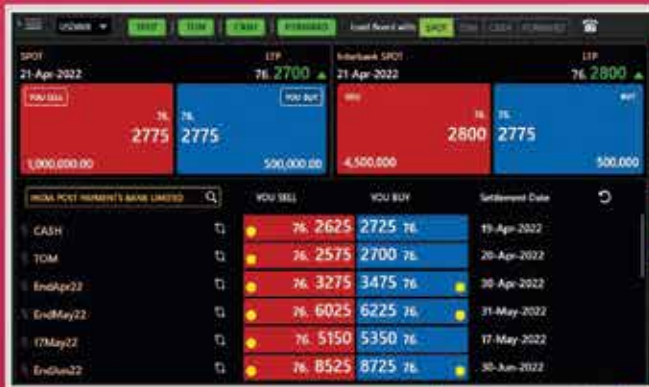 USDINR SPOT TOM CASH FORWARD Load Board with: SPOT TOM CASH FORWARD
SPOT LTP Interbank SPOT LTP
21-Apr-2022 76.2700 21-Apr-2022 76.2800
YOU SELL YOU BUY SELL BUY
76. 76. 76. 76.
2775 2775 2800 2775
1,000,000.00 500,000.00 4,500,000 500,000
INDIA POST PAYMENTS BANK LIMITED YOU SELL YOU BUY Settlement Date
CASH 76. 2625 2725 76. 19-Apr-2022
TOM 76. 2575 2700 76. 20-Apr-2022
EndApr22 76. 3275 3475 76. 30-Apr-2022
EndMay22 76. 6025 6225 76. 31-May-2022
17May22 76. 5150 5350 76. 17-May-2022
EndJun22 76. 8525 8725 76. 30-Jun-2022